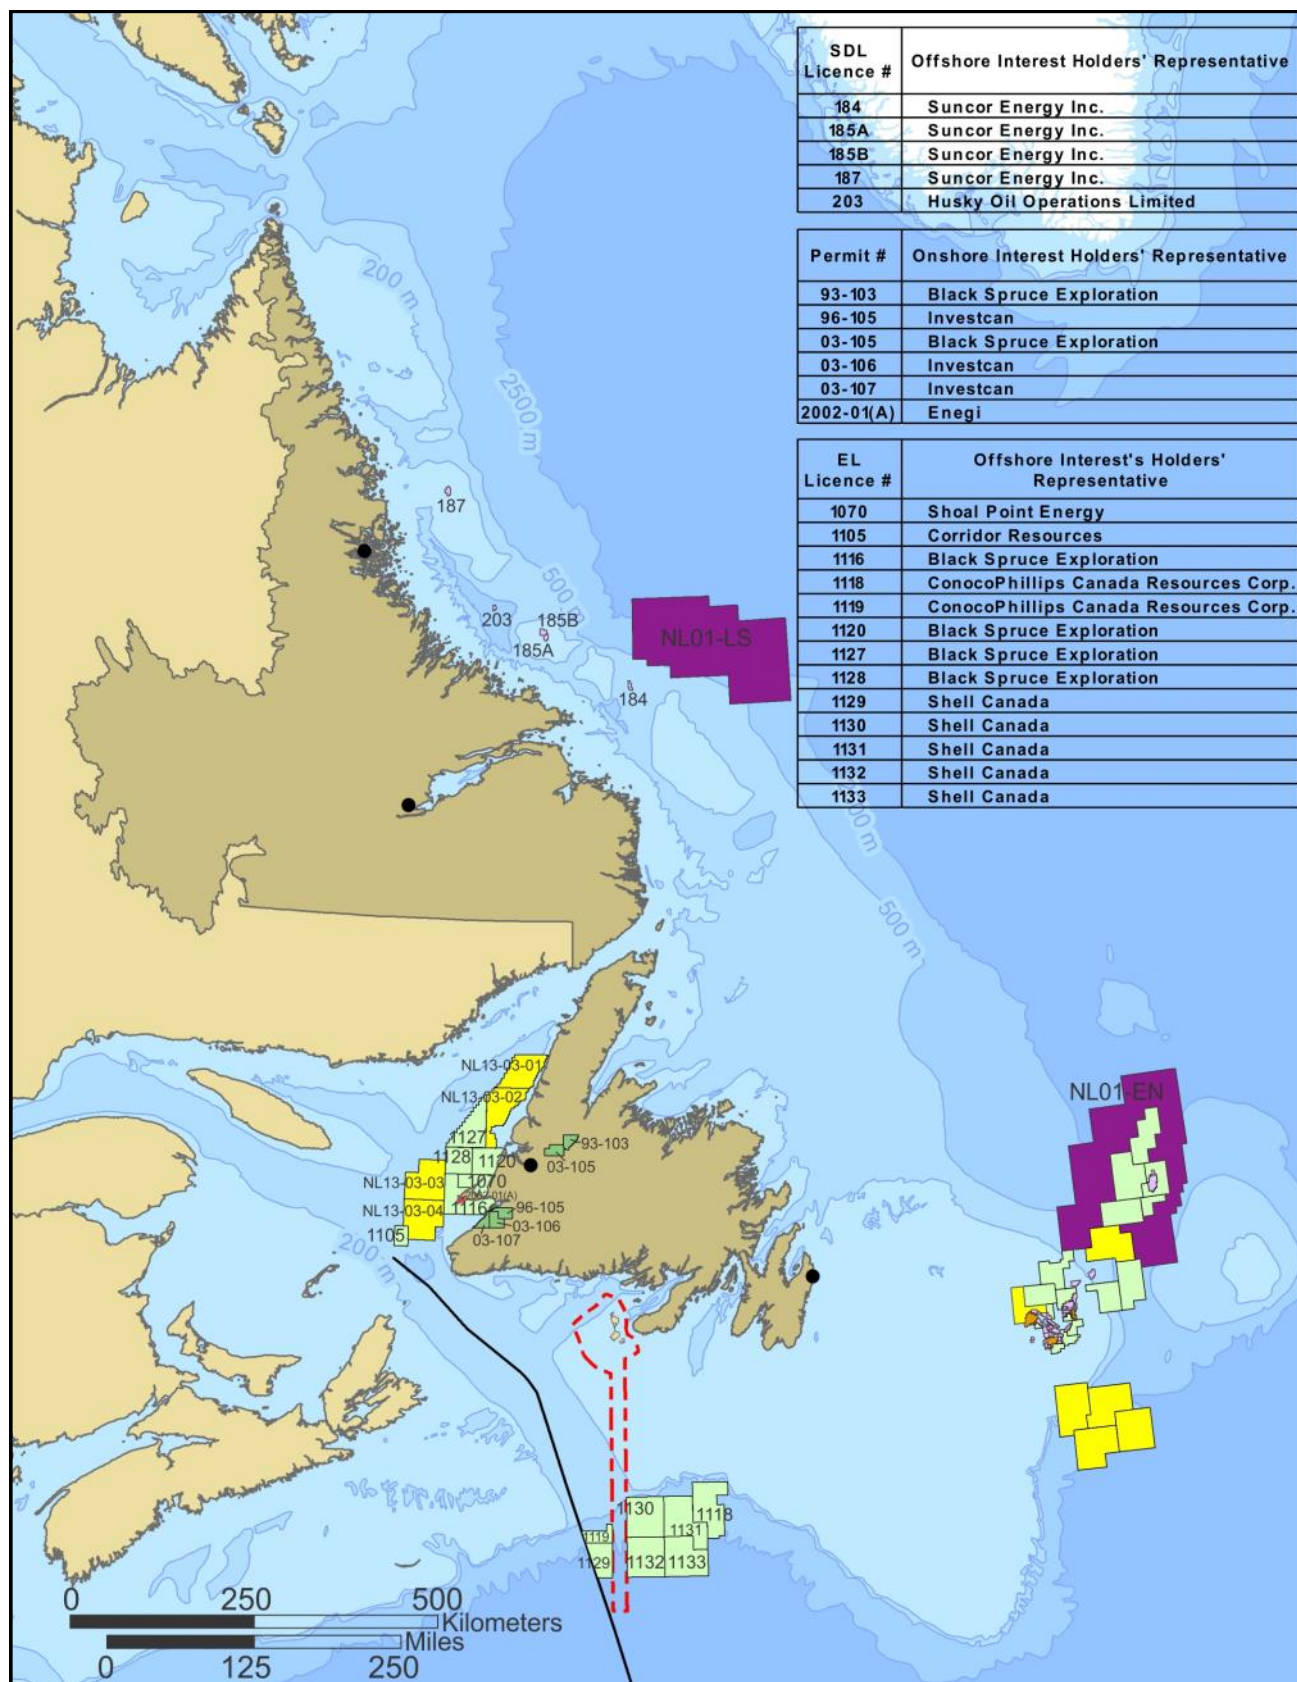 SDL Licence # Offshore Interest Holders' Representative
184 Suncor Energy Inc.
185A Suncor Energy Inc.
185B Suncor Energy Inc.
187 Suncor Energy Inc.
203 Husky Oil Operations Limited
Permit # Onshore Interest Holders' Representative
93-103 Black Spruce Exploration
96-105 Investcan
03-105 Black Spruce Exploration
03-106 Investcan
03-107 Investcan
2002-01(A) Enegi
EL Licence # Offshore Interest's Holders' Representative
1070 Shoal Point Energy
1105 Corridor Resources
1116 Black Spruce Exploration
1118 ConocoPhillips Canada Resources Corp.
1119 ConocoPhillips Canada Resources Corp.
1120 Black Spruce Exploration
1127 Black Spruce Exploration
1128 Black Spruce Exploration
1129 Shell Canada
1130 Shell Canada
1131 Shell Canada
1132 Shell Canada
1133 Shell Canada
200 m
2500 m
187
500 m
203
185B
185A
NL01-LS
184
500 m
NL13-03-01
NL13-03-02
NL01-EN
1127
93-103
1128
1120
03-105
NL13-03-03
1070
2002-01(A)
NL13-03-04
1116
96-105
03-106
1105
03-107
200 m
1130
1118
1131
1119
1129
1132
1133
0 250 500
Kilometers
Miles
0 125 250